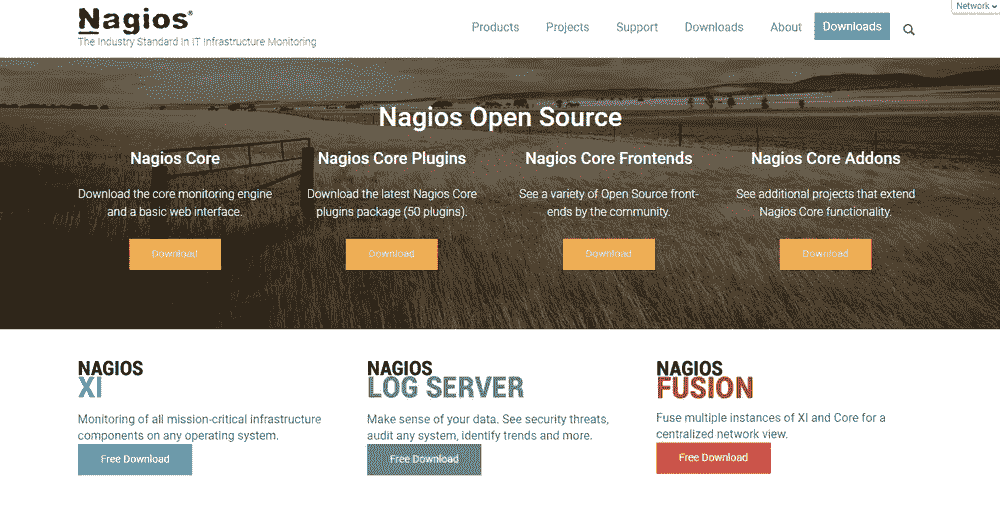 Network
Nagios®
The Industry Standard In IT Infrastructure Monitoring
Products Projects Support Downloads About Downloads
Nagios Open Source
Nagios Core
Download the core monitoring engine
and a basic web interface.
Download
Nagios Core Plugins
Download the latest Nagios Core
plugins package (50 plugins).
Download
Nagios Core Frontends
See a variety of Open Source front-
ends by the community.
Download
Nagios Core Addons
See additional projects that extend
Nagios Core functionality.
Download
NAGIOS
XI
Monitoring of all mission-critical infrastructure
components on any operating system.
Free Download
NAGIOS
LOG SERVER
Make sense of your data. See security threats,
audit any system, identify trends and more.
Free Download
NAGIOS
FUSION
Fuse multiple instances of XI and Core for a
centralized network view.
Free Download